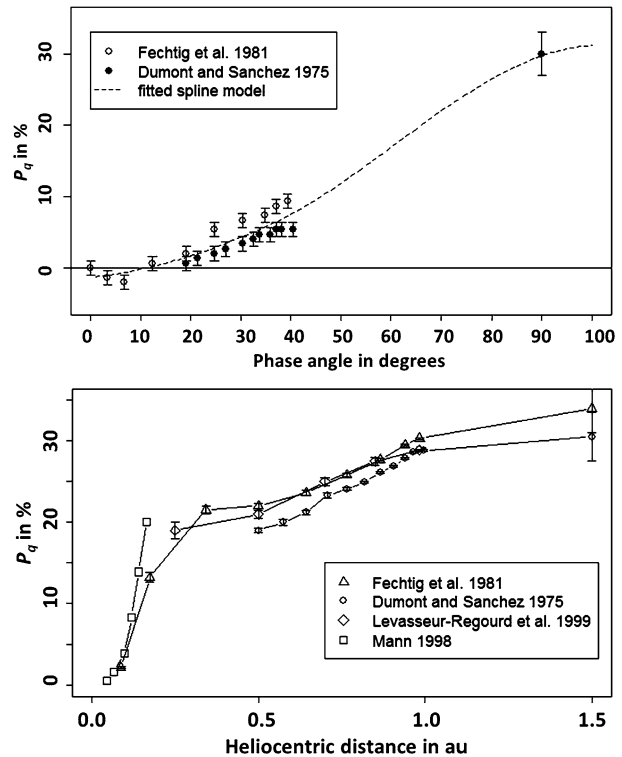 Fechtig et al. 1981
Dumont and Sanchez 1975
fitted spline model
Pq in %
0
10
20
30
0 10 20 30 40 50 60 70 80 90 100
Phase angle in degrees
Fechtig et al. 1981
Dumont and Sanchez 1975
Levasseur-Regourd et al. 1999
Mann 1998
Pq in %
0
10
20
30
0.0 0.5 1.0 1.5
Heliocentric distance in au